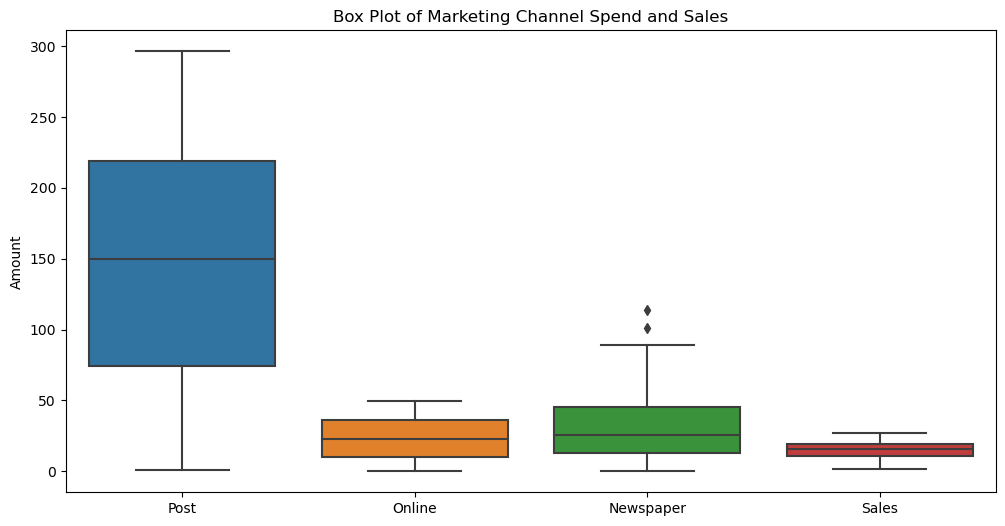 Box Plot of Marketing Channel Spend and Sales
300
250
200
150
100
50
0
Amount
Post Online Newspaper Sales